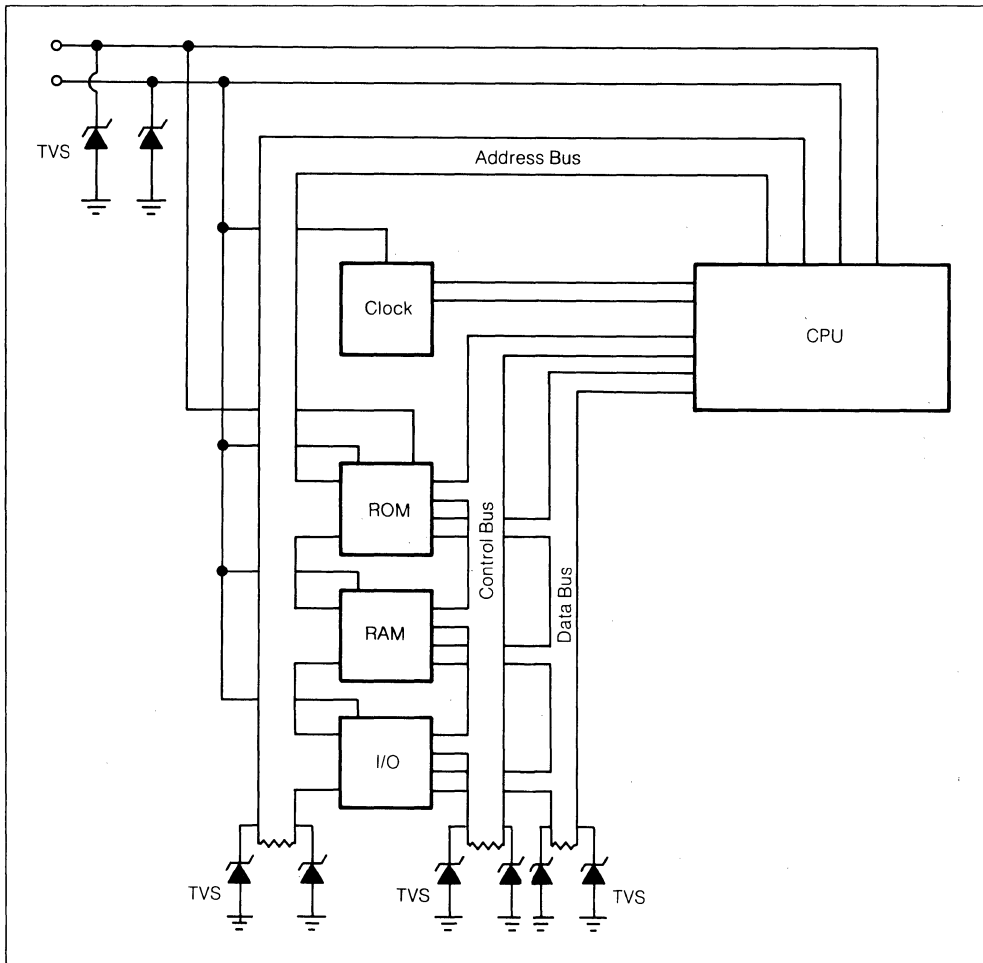 TVS
Address Bus
Clock
CPU
ROM
Control Bus
Data Bus
RAM
I/O
TVS
TVS
TVS